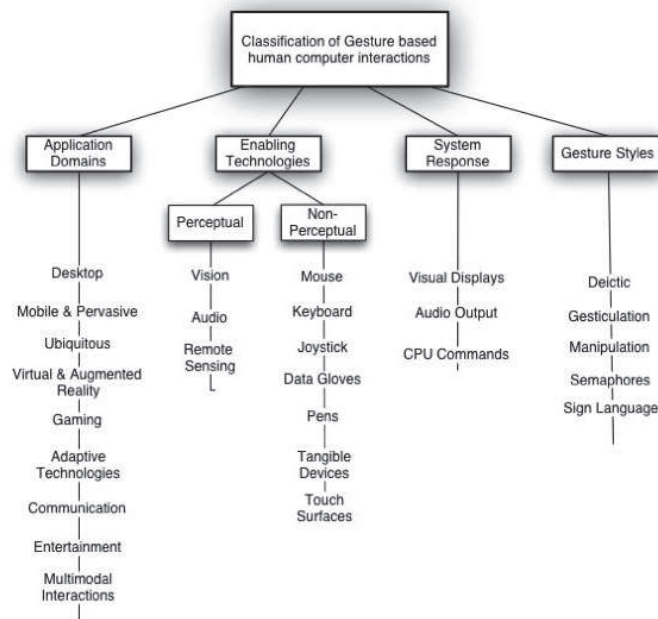 Classification of Gesture based
human computer interactions
Application
Domains
Enabling
Technologies
System
Response
Gesture Styles
Perceptual
Non-
Perceptual
Desktop
Mobile & Pervasive
Ubiquitous
Virtual & Augmented
Reality
Gaming
Adaptive
Technologies
Communication
Entertainment
Multimodal
Interactions
Vision
Audio
Remote
Sensing
Mouse
Keyboard
Joystick
Data Gloves
Pens
Tangible
Devices
Touch
Surfaces
Visual Displays
Audio Output
CPU Commands
Deictic
Gesticulation
Manipulation
Semaphores
Sign Language